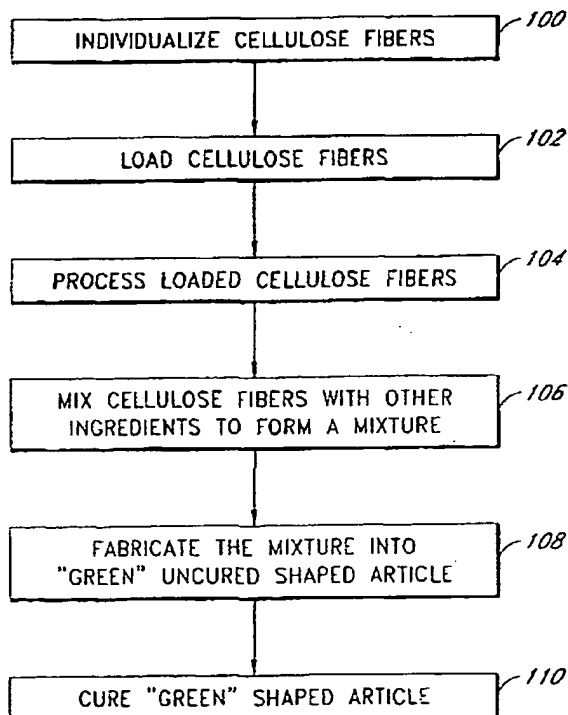 100
INDIVIDUALIZE CELLULOSE FIBERS
102
LOAD CELLULOSE FIBERS
104
PROCESS LOADED CELLULOSE FIBERS
106
MIX CELLULOSE FIBERS WITH OTHER
INGREDIENTS TO FORM A MIXTURE
108
FABRICATE THE MIXTURE INTO
"GREEN" UNCURED SHAPED ARTICLE
110
CURE "GREEN" SHAPED ARTICLE